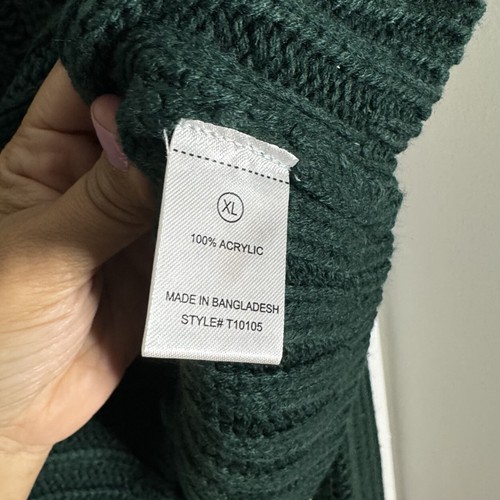 XL
100% ACRYLIC
MADE IN BANGLADESH
STYLE# T10105